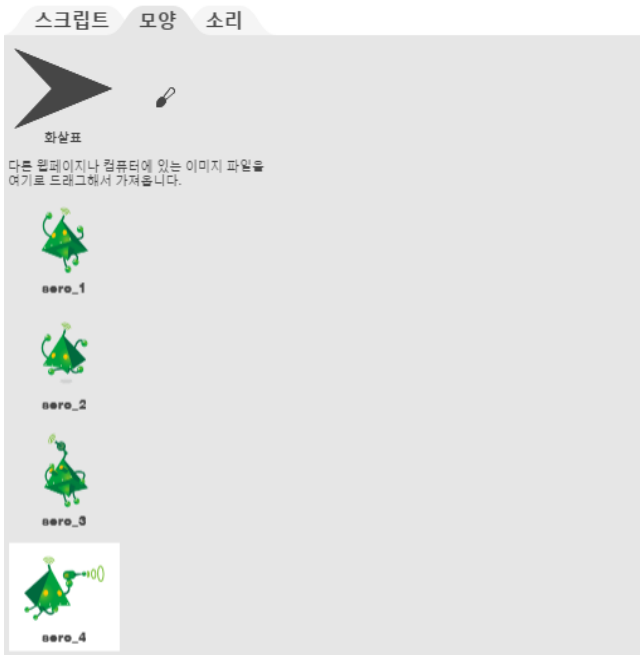 스크립트 모양 소리
화살표
다른 웹페이지나 컴퓨터에 있는 이미지 파일을
여기로 드래그해서 가져옵니다.
aero_1
aero_2
aero_3
aero_4